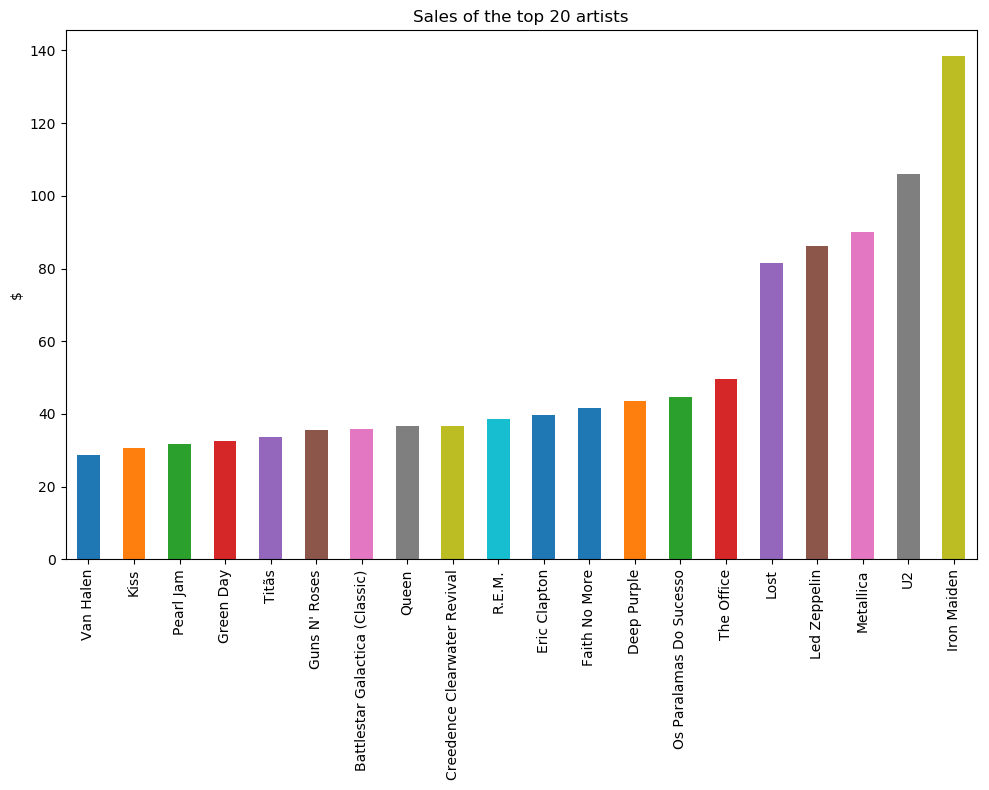 Sales of the top 20 artists
$
140
120
100
80
60
40
20
0
Van Halen
Kiss
Pearl Jam
Green Day
Titãs
Guns N' Roses
Battlestar Galactica (Classic)
Queen
Creedence Clearwater Revival
R.E.M.
Eric Clapton
Faith No More
Deep Purple
Os Paralamas Do Sucesso
The Office
Lost
Led Zeppelin
Metallica
U2
Iron Maiden